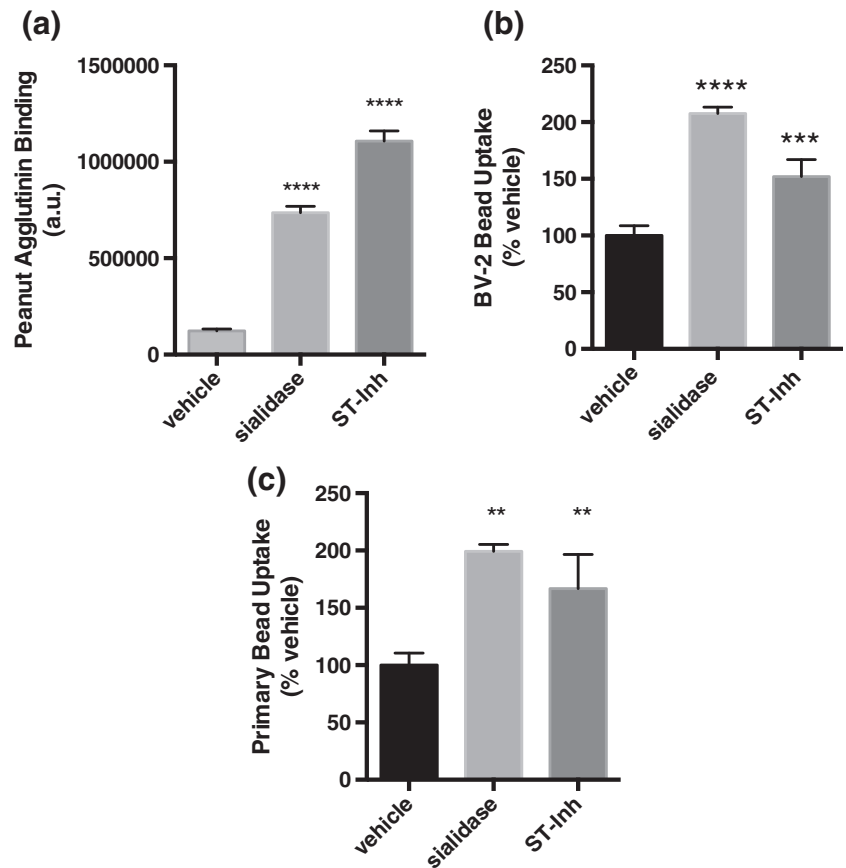 (a)
Peanut Agglutinin Binding
(a.u.)
1500000
1000000
500000
0
****
****
vehicle
sialidase
ST-Inh
(b)
BV-2 Bead Uptake
(% vehicle)
250
200
150
100
50
0
****
***
vehicle
sialidase
ST-Inh
(c)
Primary Bead Uptake
(% vehicle)
250
200
150
100
50
0
**
**
vehicle
sialidase
ST-Inh